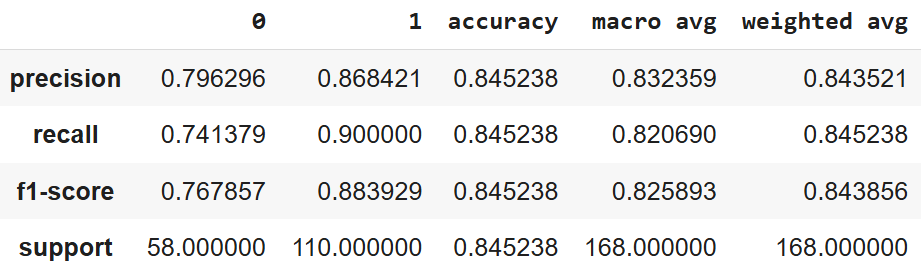 0 1 accuracy macro avg weighted avg
precision 0.796296 0.868421 0.845238 0.832359 0.843521
recall 0.741379 0.900000 0.845238 0.820690 0.845238
f1-score 0.767857 0.883929 0.845238 0.825893 0.843856
support 58.000000 110.000000 0.845238 168.000000 168.000000